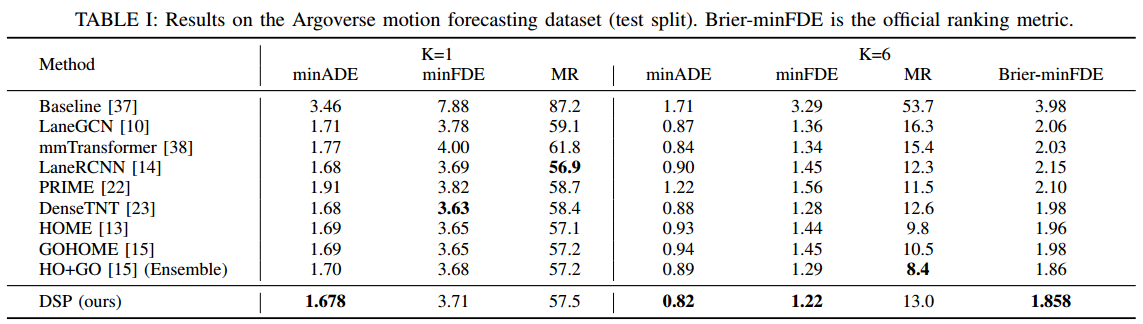 TABLE I: Results on the Argoverse motion forecasting dataset (test split). Brier-minFDE is the official ranking metric.
Method K=1 K=6
minADE minFDE MR minADE minFDE MR Brier-minFDE
Baseline [37] 3.46 7.88 87.2 1.71 3.29 53.7 3.98
LaneGCN [10] 1.71 3.78 59.1 0.87 1.36 16.3 2.06
mmTransformer [38] 1.77 4.00 61.8 0.84 1.34 15.4 2.03
LaneRCNN [14] 1.68 3.69 56.9 0.90 1.45 12.3 2.15
PRIME [22] 1.91 3.82 58.7 1.22 1.56 11.5 2.10
DenseTNT [23] 1.68 3.63 58.4 0.88 1.28 12.6 1.98
HOME [13] 1.69 3.65 57.1 0.93 1.44 9.8 1.96
GOHOME [15] 1.69 3.65 57.2 0.94 1.45 10.5 1.98
HO+GO [15] (Ensemble) 1.70 3.68 57.2 0.89 1.29 8.4 1.86
DSP (ours) 1.678 3.71 57.5 0.82 1.22 13.0 1.858